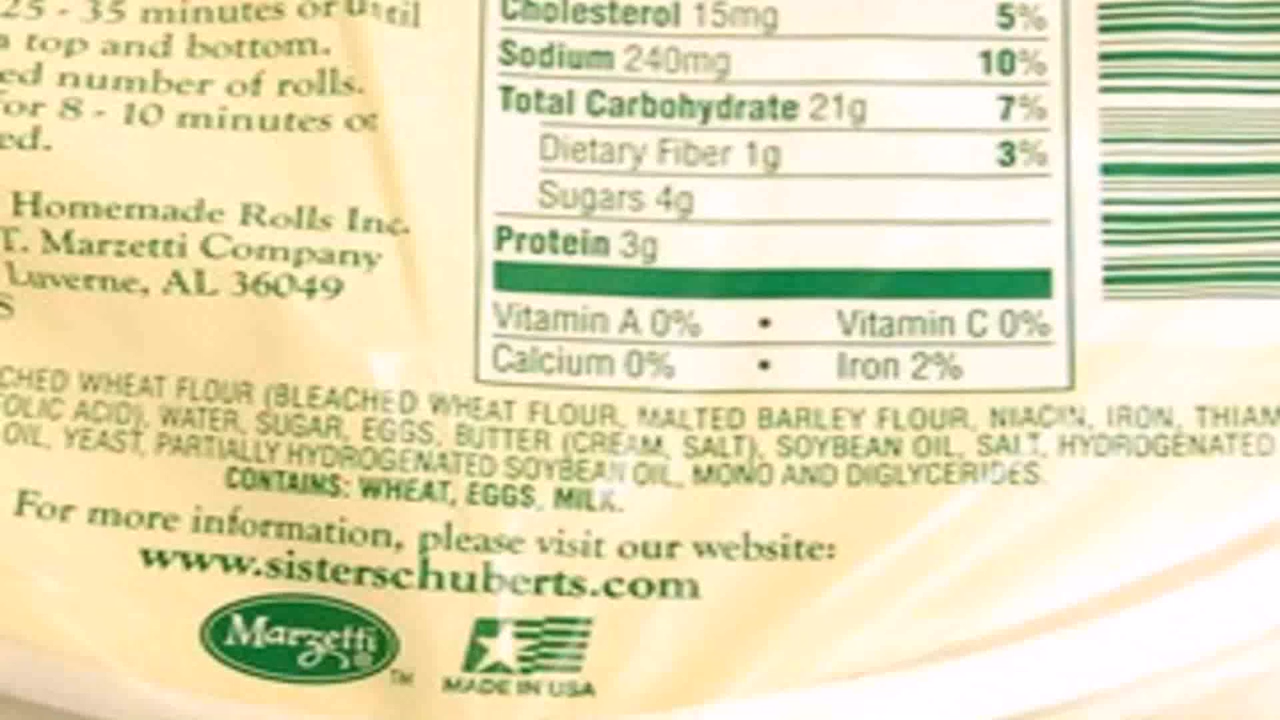 25 - 35 minutes or until
top and bottom.
ed number of rolls.
or 8 - 10 minutes or
ed.
Homemade Rolls Inc.
T. Marzetti Company
Luverne, AL 36049
S
Cholesterol 15mg 5%
Sodium 240mg 10%
Total Carbohydrate 21g 7%
Dietary Fiber 1g 3%
Sugars 4g
Protein 3g
Vitamin A 0% • Vitamin C 0%
Calcium 0% • Iron 2%
CHED WHEAT FLOUR (BLEACHED WHEAT FLOUR, MALTED BARLEY FLOUR, NIACIN, IRON, THIAM
OLIC ACID), WATER, SUGAR, EGGS, BUTTER (CREAM, SALT), SOYBEAN OIL, SALT, HYDROGENATED
OIL, YEAST, PARTIALLY HYDROGENATED SOYBEAN OIL, MONO AND DIGLYCERIDES.
CONTAINS: WHEAT, EGGS, MILK.
For more information, please visit our website:
www.sisterschuberts.com
Marzetti ® TM
MADE IN USA